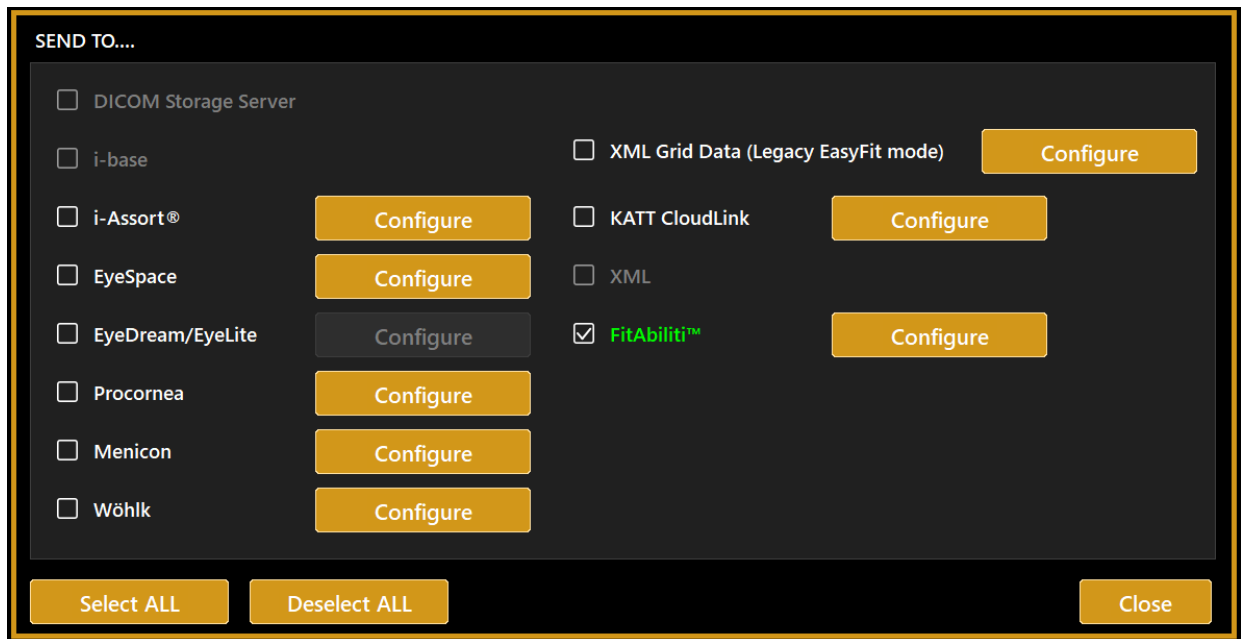 SEND TO....
DICOM Storage Server
i-base
i-Assort® Configure
EyeSpace Configure
EyeDream/EyeLite Configure
Procornea Configure
Menicon Configure
Wöhlk Configure
XML Grid Data (Legacy EasyFit mode) Configure
KATT CloudLink Configure
XML
FitAbiliti™ Configure
Select ALL Deselect ALL Close